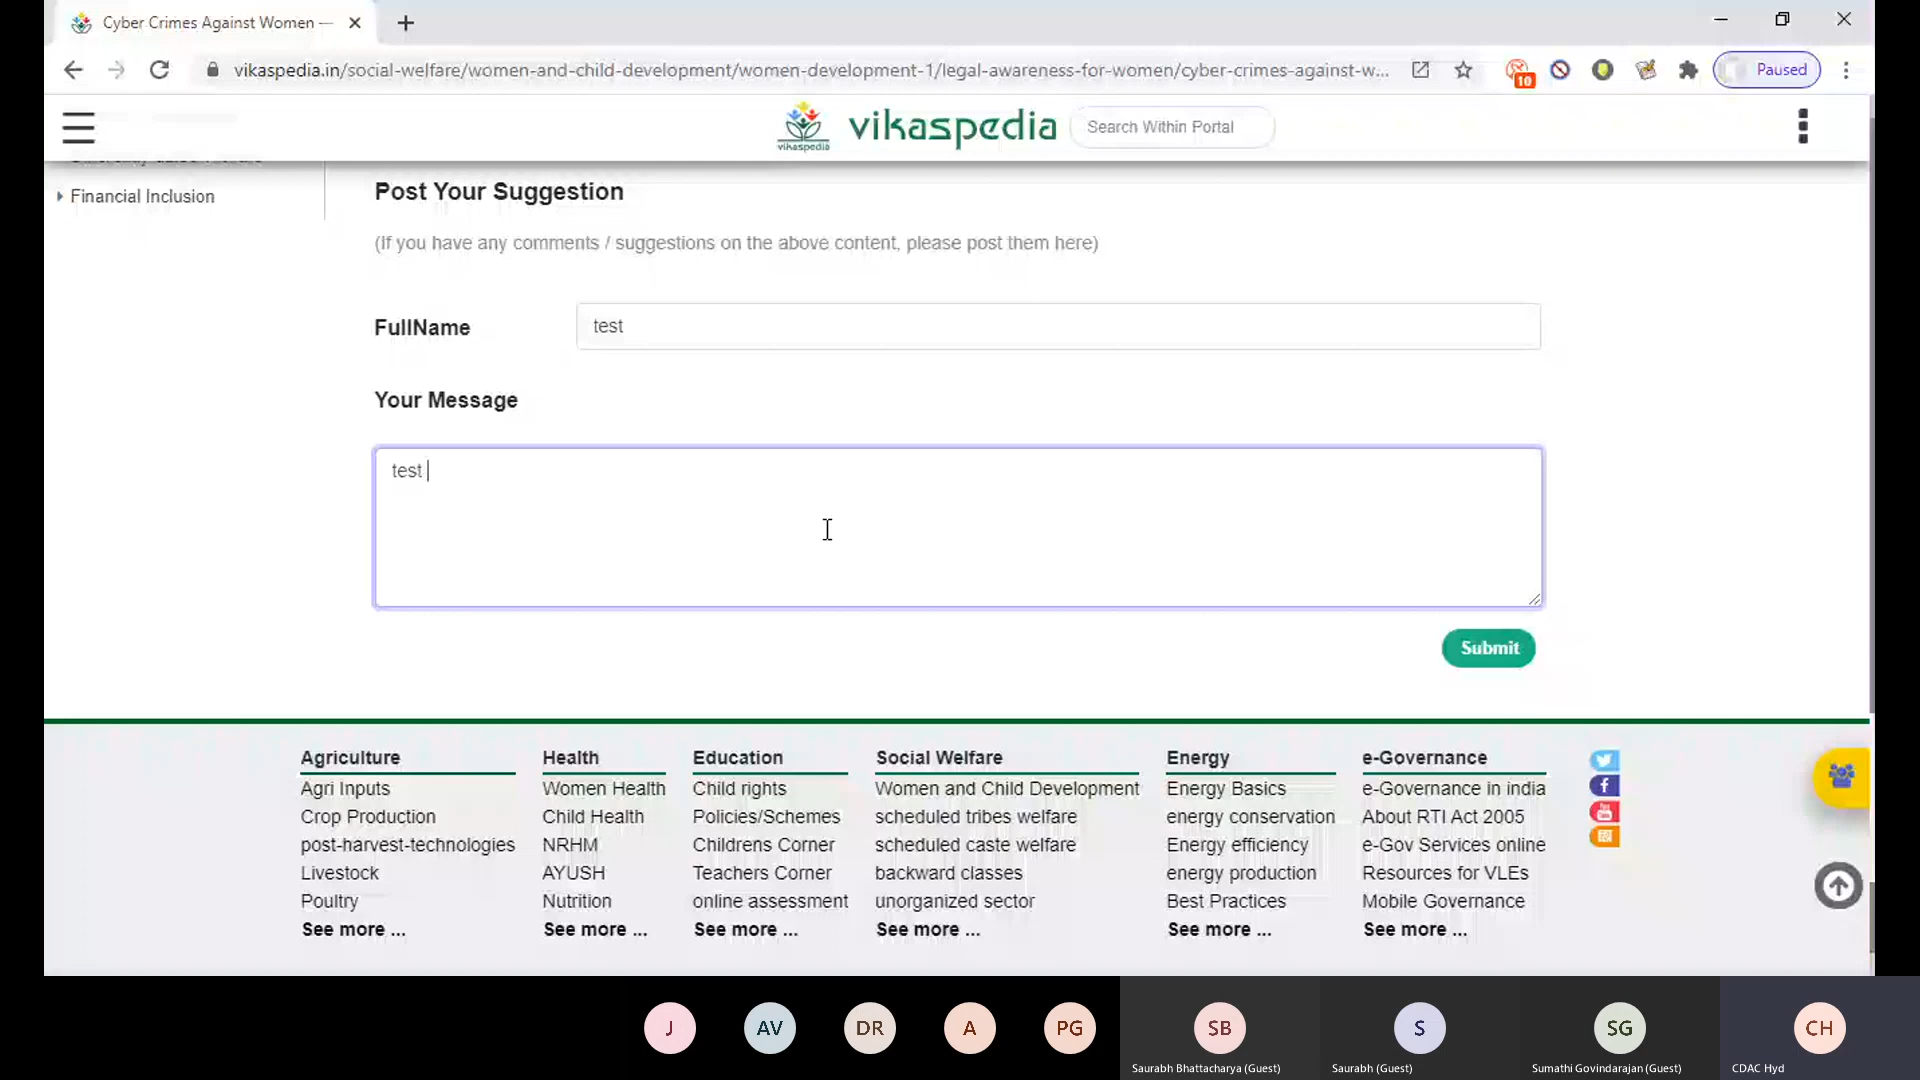 Cyber Crimes Against Women —
vikaspedia.in/social-welfare/women-and-child-development/women-development-1/legal-awareness-for-women/cyber-crimes-against-w...
10
Paused
vikaspedia
vikaspedia
Search Within Portal
Financial Inclusion
Post Your Suggestion
(If you have any comments / suggestions on the above content, please post them here)
FullName
test
Your Message
test
Submit
Agriculture
Agri Inputs
Crop Production
post-harvest-technologies
Livestock
Poultry
See more ...
Health
Women Health
Child Health
NRHM
AYUSH
Nutrition
See more ...
Education
Child rights
Policies/Schemes
Childrens Corner
Teachers Corner
online assessment
See more ...
Social Welfare
Women and Child Development
scheduled tribes welfare
scheduled caste welfare
backward classes
unorganized sector
See more ...
Energy
Energy Basics
energy conservation
Energy efficiency
energy production
Best Practices
See more ...
e-Governance
e-Governance in india
About RTI Act 2005
e-Gov Services online
Resources for VLEs
Mobile Governance
See more ...
J
AV
DR
A
PG
SB
Saurabh Bhattacharya (Guest)
S
Saurabh (Guest)
SG
Sumathi Govindarajan (Guest)
CH
CDAC Hyd